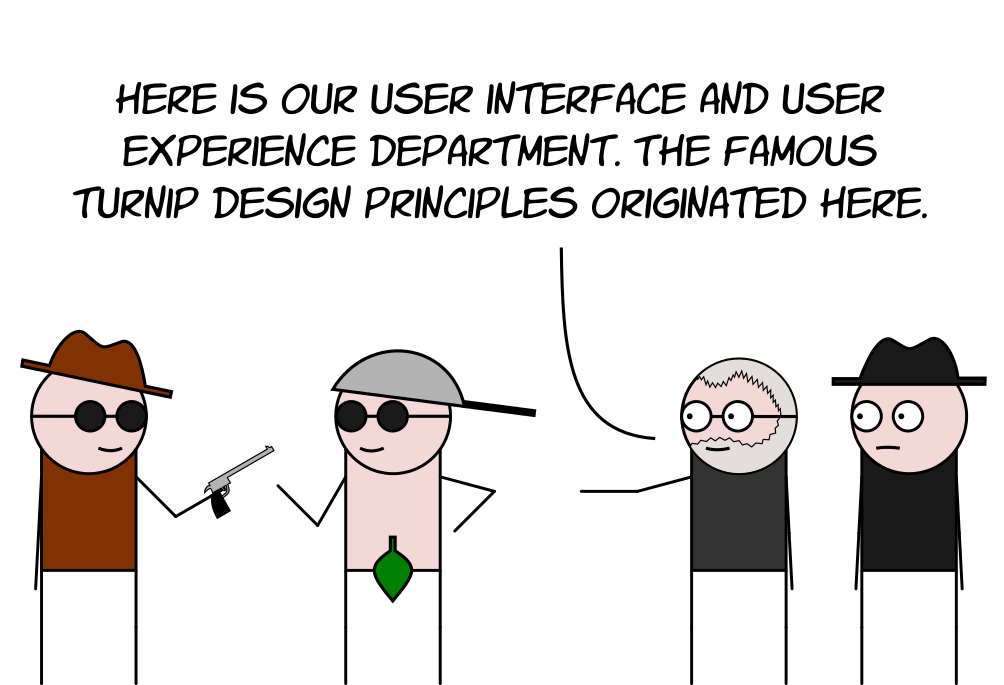 HERE IS OUR USER INTERFACE AND USER
EXPERIENCE DEPARTMENT. THE FAMOUS
TURNIP DESIGN PRINCIPLES ORIGINATED HERE.